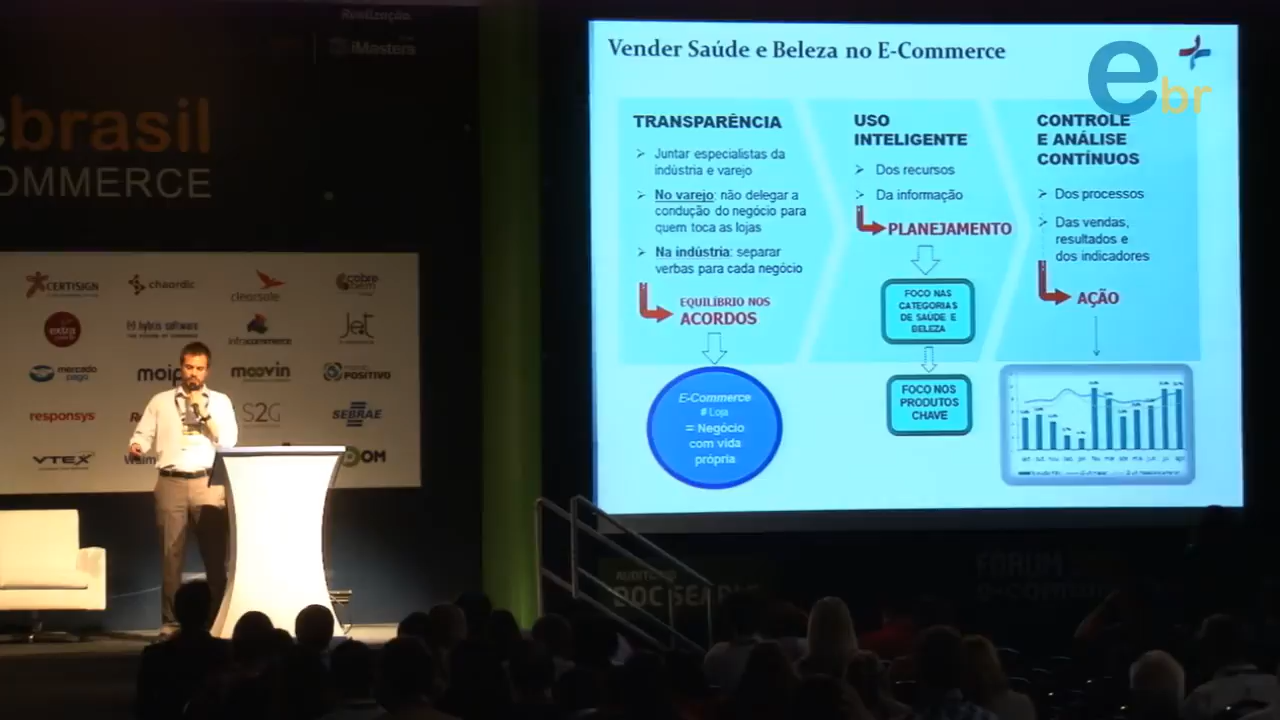 Realização
iMasters
ebrasil
COMMERCE
CERTISIGN
chaordic
clearsale
cobre bem
extra
hybris software
infracommerce
Jet
mercado pago
moip
moovin
POSITIVO
responsys
S2G
SEBRAE
VTEX
Walm
Vender Saúde e Beleza no E-Commerce
e
br
TRANSPARÊNCIA
Juntar especialistas da
indústria e varejo
No varejo: não delegar a
condução do negócio para
quem toca as lojas
Na indústria: separar
verbas para cada negócio
EQUILÍBRIO NOS
ACORDOS
E-Commerce
≠ Loja
= Negócio
com vida
própria
USO
INTELIGENTE
Dos recursos
Da informação
PLANEJAMENTO
FOCO NAS
CATEGORIAS
DE SAÚDE E
BELEZA
FOCO NOS
PRODUTOS
CHAVE
CONTROLE
E ANÁLISE
CONTÍNUOS
Dos processos
Das vendas,
resultados e
dos indicadores
AÇÃO
FÓRUM